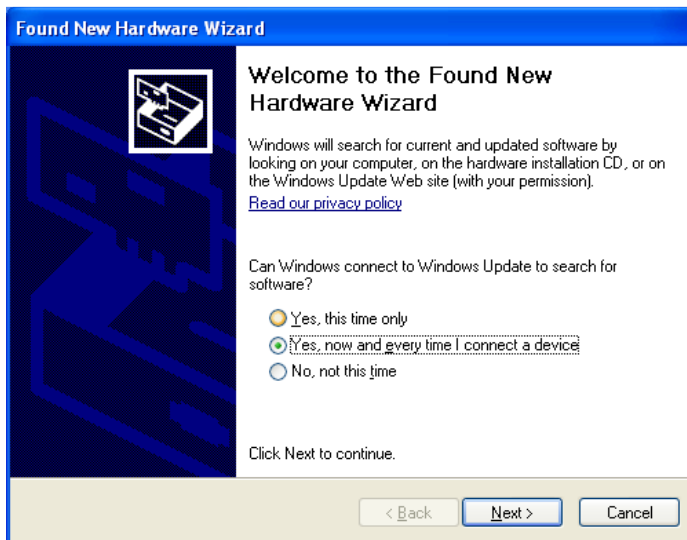 Found New Hardware Wizard
Welcome to the Found New
Hardware Wizard
Windows will search for current and updated software by
looking on your computer, on the hardware installation CD, or on
the Windows Update Web site (with your permission).
Read our privacy policy
Can Windows connect to Windows Update to search for
software?
Yes, this time only
Yes, now and every time I connect a device
No, not this time
Click Next to continue.
< Back Next > Cancel